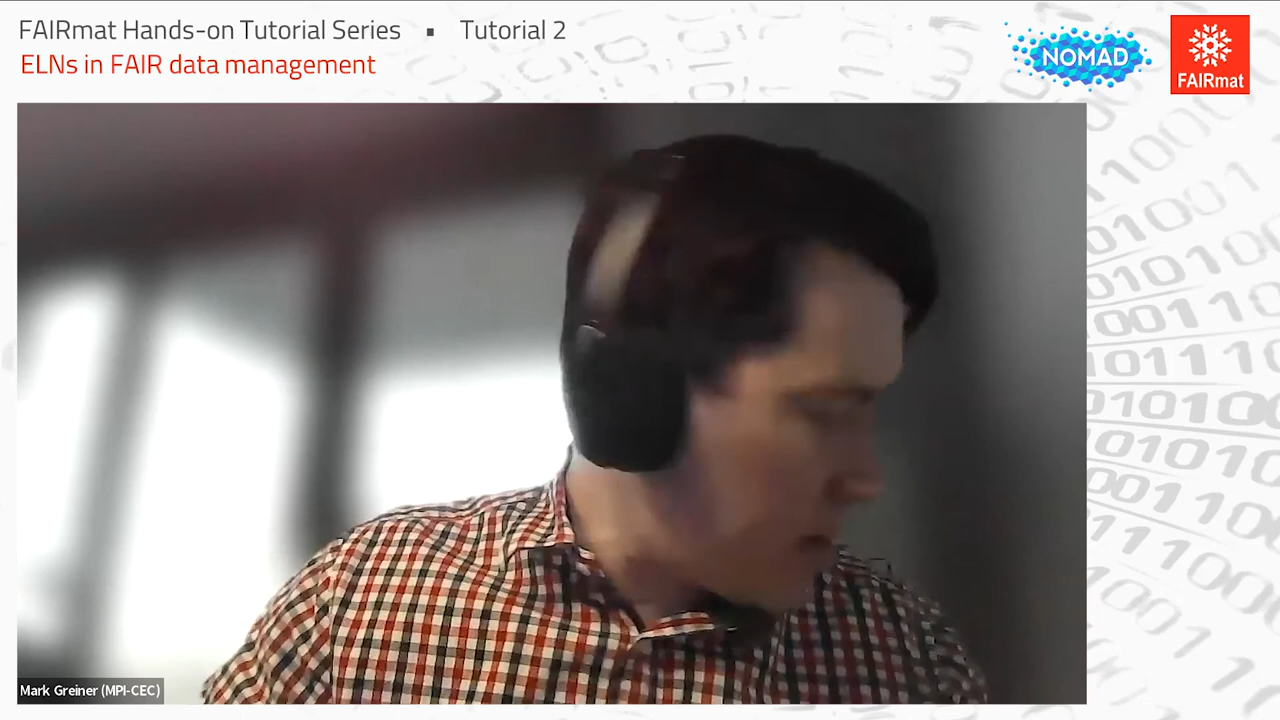 FAIRmat Hands-on Tutorial Series ▪ Tutorial 2
ELNs in FAIR data management
NOMAD
FAIRmat
Mark Greiner (MPI-CEC)